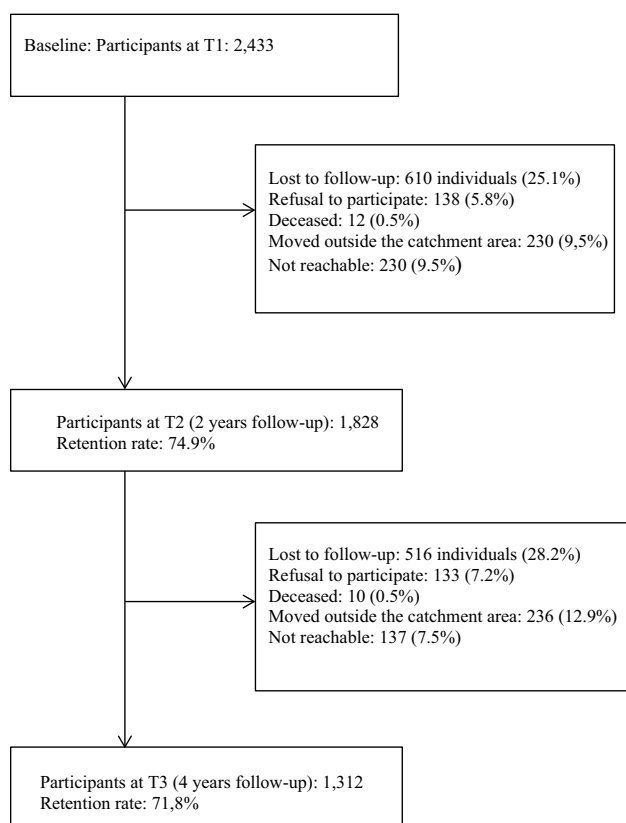 Baseline: Participants at T1: 2,433
Lost to follow-up: 610 individuals (25.1%)
Refusal to participate: 138 (5.8%)
Deceased: 12 (0.5%)
Moved outside the catchment area: 230 (9,5%)
Not reachable: 230 (9.5%)
Participants at T2 (2 years follow-up): 1,828
Retention rate: 74.9%
Lost to follow-up: 516 individuals (28.2%)
Refusal to participate: 133 (7.2%)
Deceased: 10 (0.5%)
Moved outside the catchment area: 236 (12.9%)
Not reachable: 137 (7.5%)
Participants at T3 (4 years follow-up): 1,312
Retention rate: 71,8%